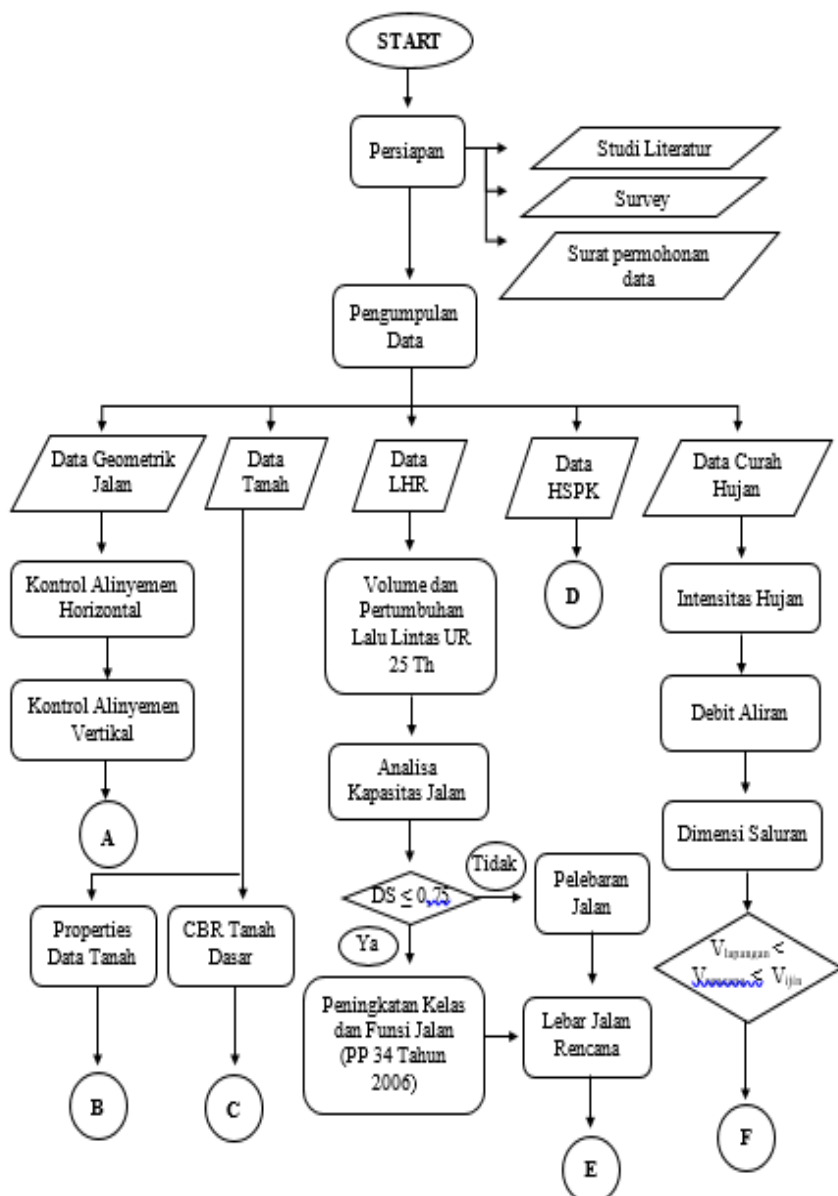 START
Persiapan
Studi Literatur
Survey
Surat permohonan
data
Pengumpulan
Data
Data Geometrik
Jalan
Data
Tanah
Data
LHR
Data
HSPK
Data Curah
Hujan
Kontrol Alinyemen
Horizontal
Volume dan
Pertumbuhan
Lalu Lintas UR
25 Th
D
Intensitas Hujan
Kontrol Alinyemen
Vertikal
Debit Aliran
Analisa
Kapasitas Jalan
A
Dimensi Saluran
Tidak
DS ≤ 0,75
Pelebaran
Jalan
Ya
Properties
Data Tanah
CBR Tanah
Dasar
V lapangan <
V ≤ V ijin
Peningkatan Kelas
dan Funsi Jalan
(PP 34 Tahun
2006)
Lebar Jalan
Rencana
B
C
E
F